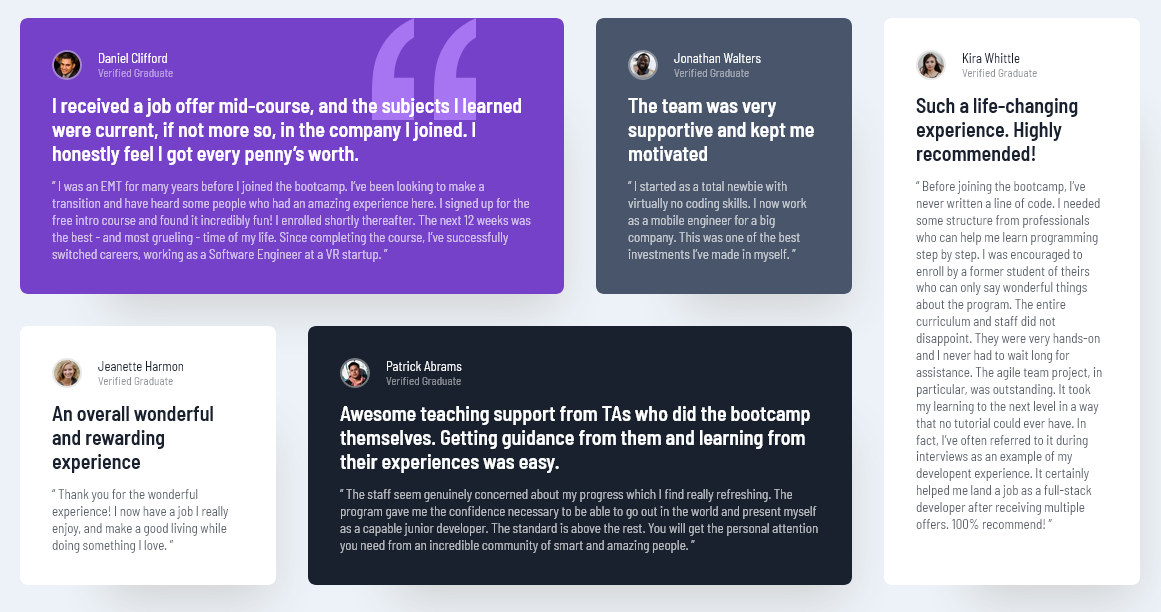 Daniel Clifford
Verified Graduate
I received a job offer mid-course, and the subjects I learned
were current, if not more so, in the company I joined. I
honestly feel I got every penny’s worth.
“ I was an EMT for many years before I joined the bootcamp. I’ve been looking to make a
transition and have heard some people who had an amazing experience here. I signed up for the
free intro course and found it incredibly fun! I enrolled shortly thereafter. The next 12 weeks was
the best - and most grueling - time of my life. Since completing the course, I’ve successfully
switched careers, working as a Software Engineer at a VR startup. ”
Jonathan Walters
Verified Graduate
The team was very
supportive and kept me
motivated
“ I started as a total newbie with
virtually no coding skills. I now work
as a mobile engineer for a big
company. This was one of the best
investments I’ve made in myself. ”
Kira Whittle
Verified Graduate
Such a life-changing
experience. Highly
recommended!
“ Before joining the bootcamp, I’ve
never written a line of code. I needed
some structure from professionals
who can help me learn programming
step by step. I was encouraged to
enroll by a former student of theirs
who can only say wonderful things
about the program. The entire
curriculum and staff did not
disappoint. They were very hands-on
and I never had to wait long for
assistance. The agile team project, in
particular, was outstanding. It took
my learning to the next level in a way
that no tutorial could ever have. In
fact, I’ve often referred to it during
interviews as an example of my
developent experience. It certainly
helped me land a job as a full-stack
developer after receiving multiple
offers. 100% recommend! ”
Jeanette Harmon
Verified Graduate
An overall wonderful
and rewarding
experience
“ Thank you for the wonderful
experience! I now have a job I really
enjoy, and make a good living while
doing something I love. ”
Patrick Abrams
Verified Graduate
Awesome teaching support from TAs who did the bootcamp
themselves. Getting guidance from them and learning from
their experiences was easy.
“ The staff seem genuinely concerned about my progress which I find really refreshing. The
program gave me the confidence necessary to be able to go out in the world and present myself
as a capable junior developer. The standard is above the rest. You will get the personal attention
you need from an incredible community of smart and amazing people. ”